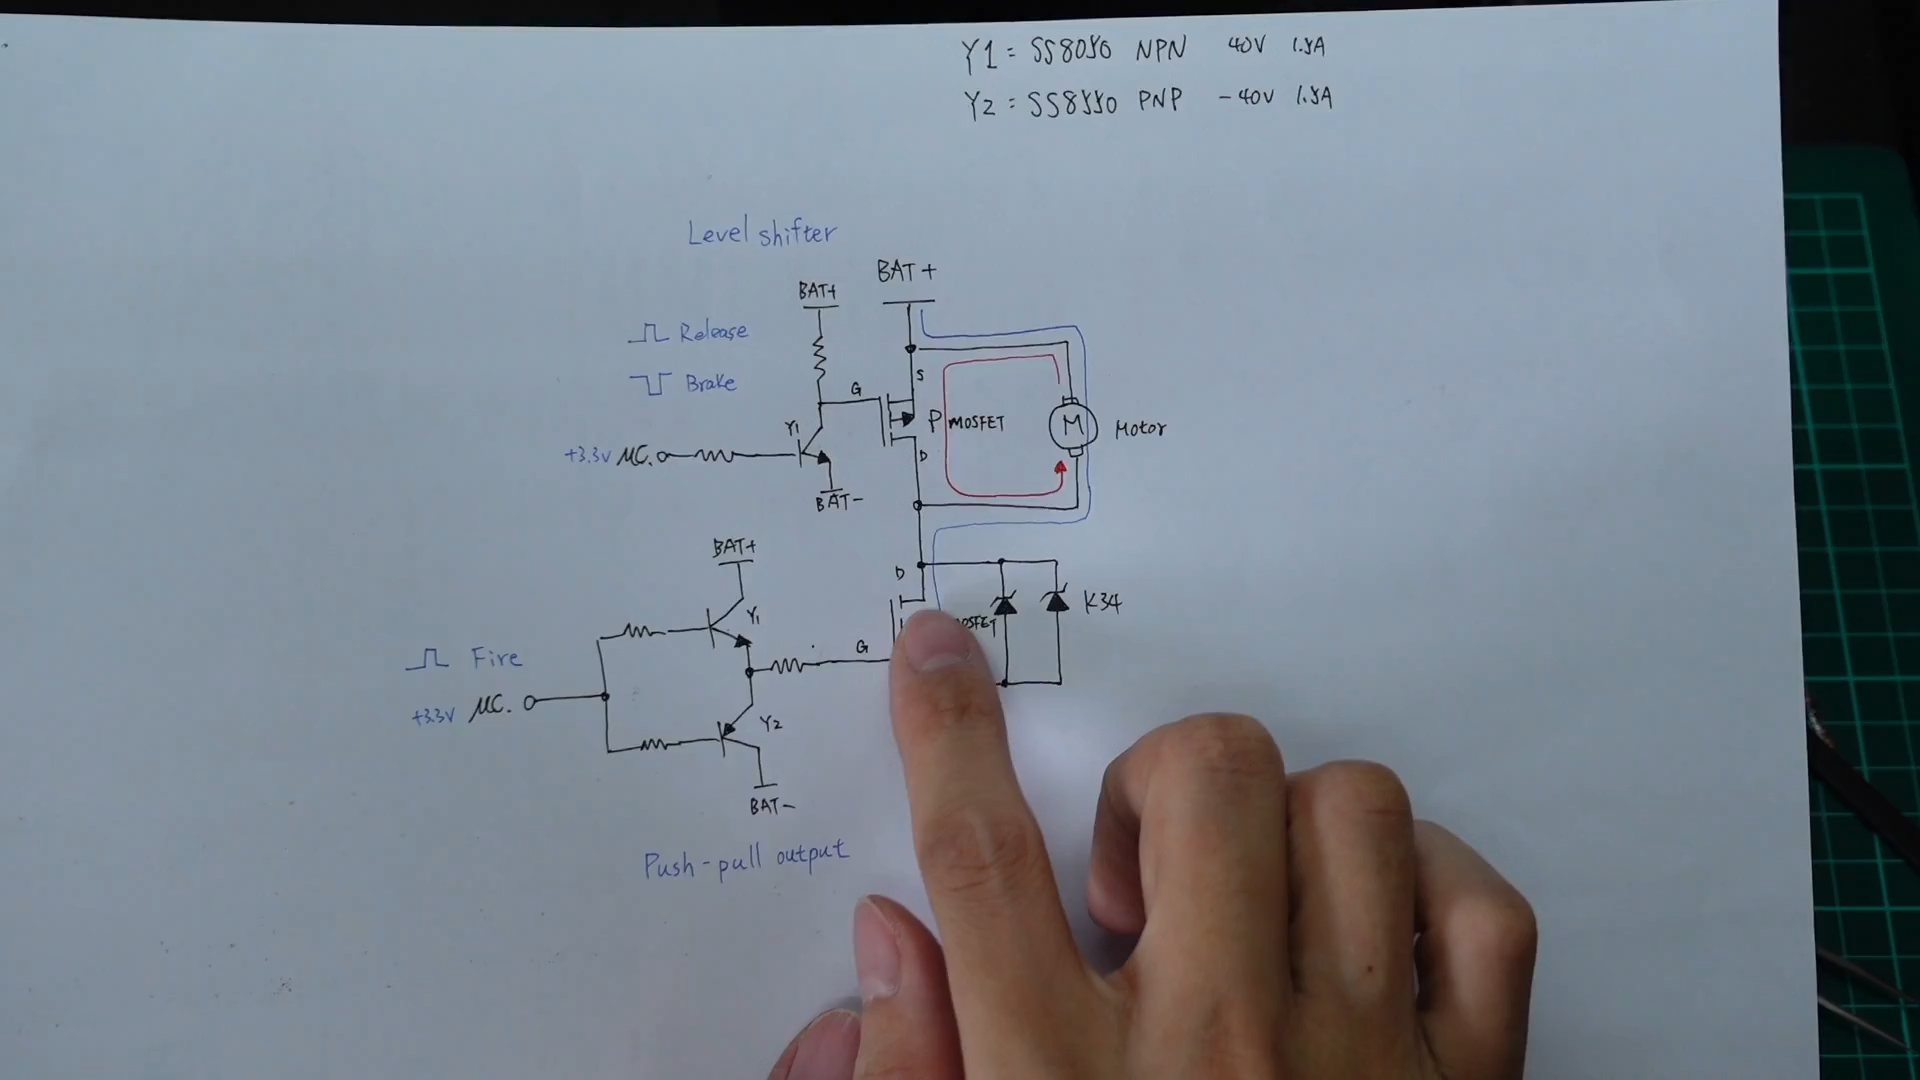 Y1 = SS8050 NPN 40V 1.5A
Y2 = SS8550 PNP -40V 1.5A
Level shifter
BAT+
BAT+
Release
Brake
S
G
P MOSFET
M
Motor
Y1
D
+3.3V MC.
BAT-
BAT+
D
K34
Y1
G
Fire
+3.3V MC.
Y2
BAT-
Push-pull output